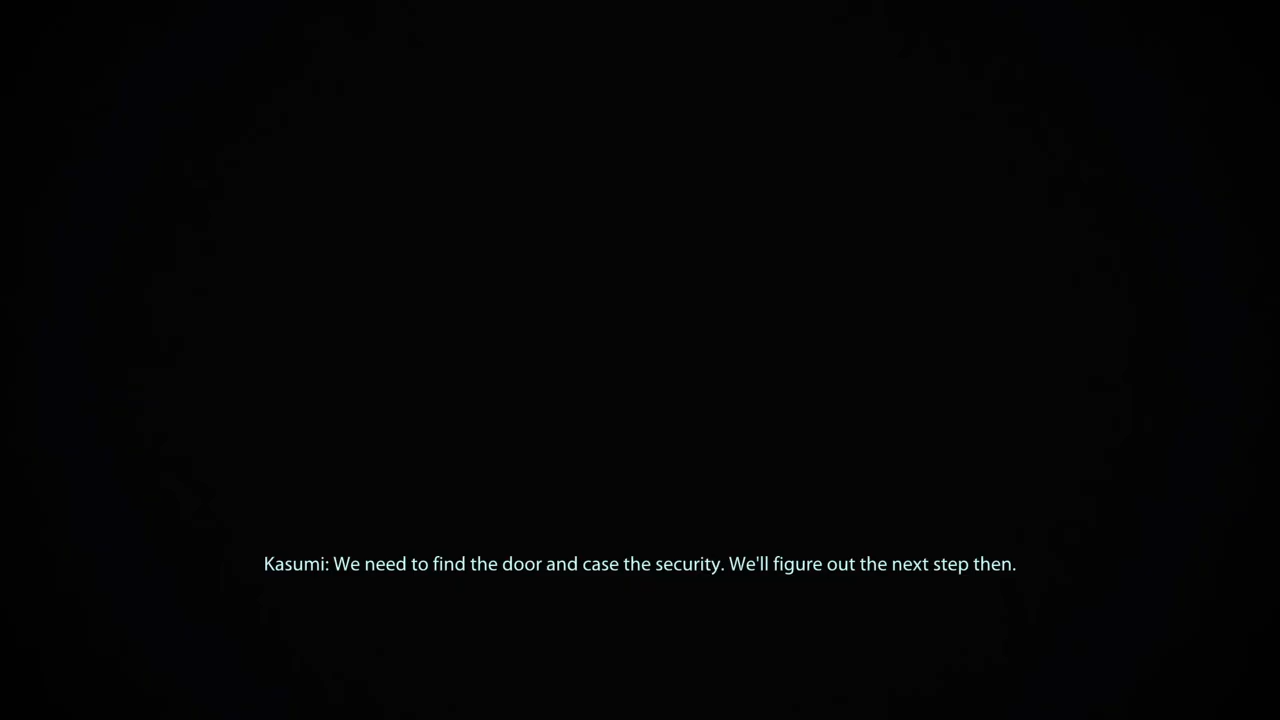 Kasumi: We need to find the door and case the security. We'll figure out the next step then.